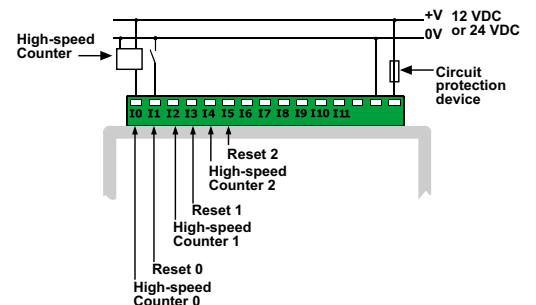 +V 12 VDC
0V or 24 VDC
High-speed
Counter
Circuit
protection
device
I0 I1 I2 I3 I4 I5 I6 I7 I8 I9 I10 I11
Reset 2
High-speed
Counter 2
Reset 1
High-speed
Counter 1
Reset 0
High-speed
Counter 0